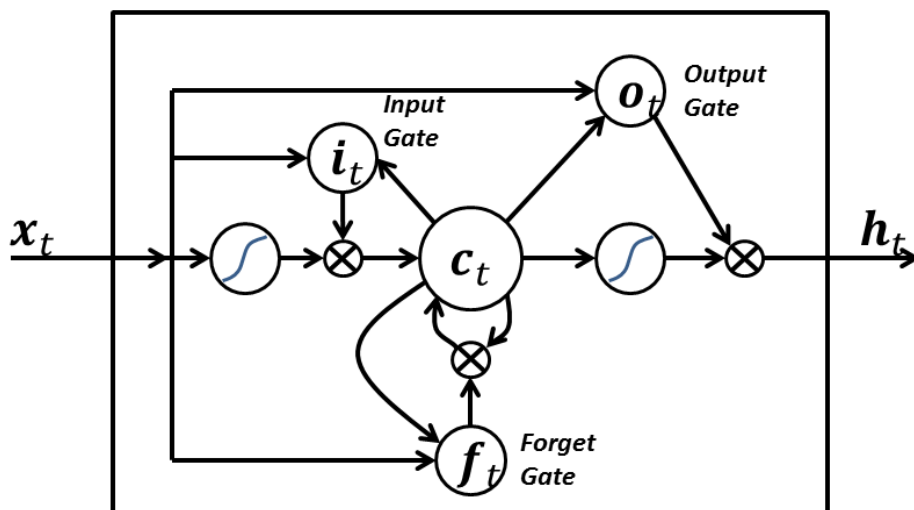 Output
Gate
o_t
Input
Gate
i_t
x_t
c_t
h_t
f_t
Forget
Gate